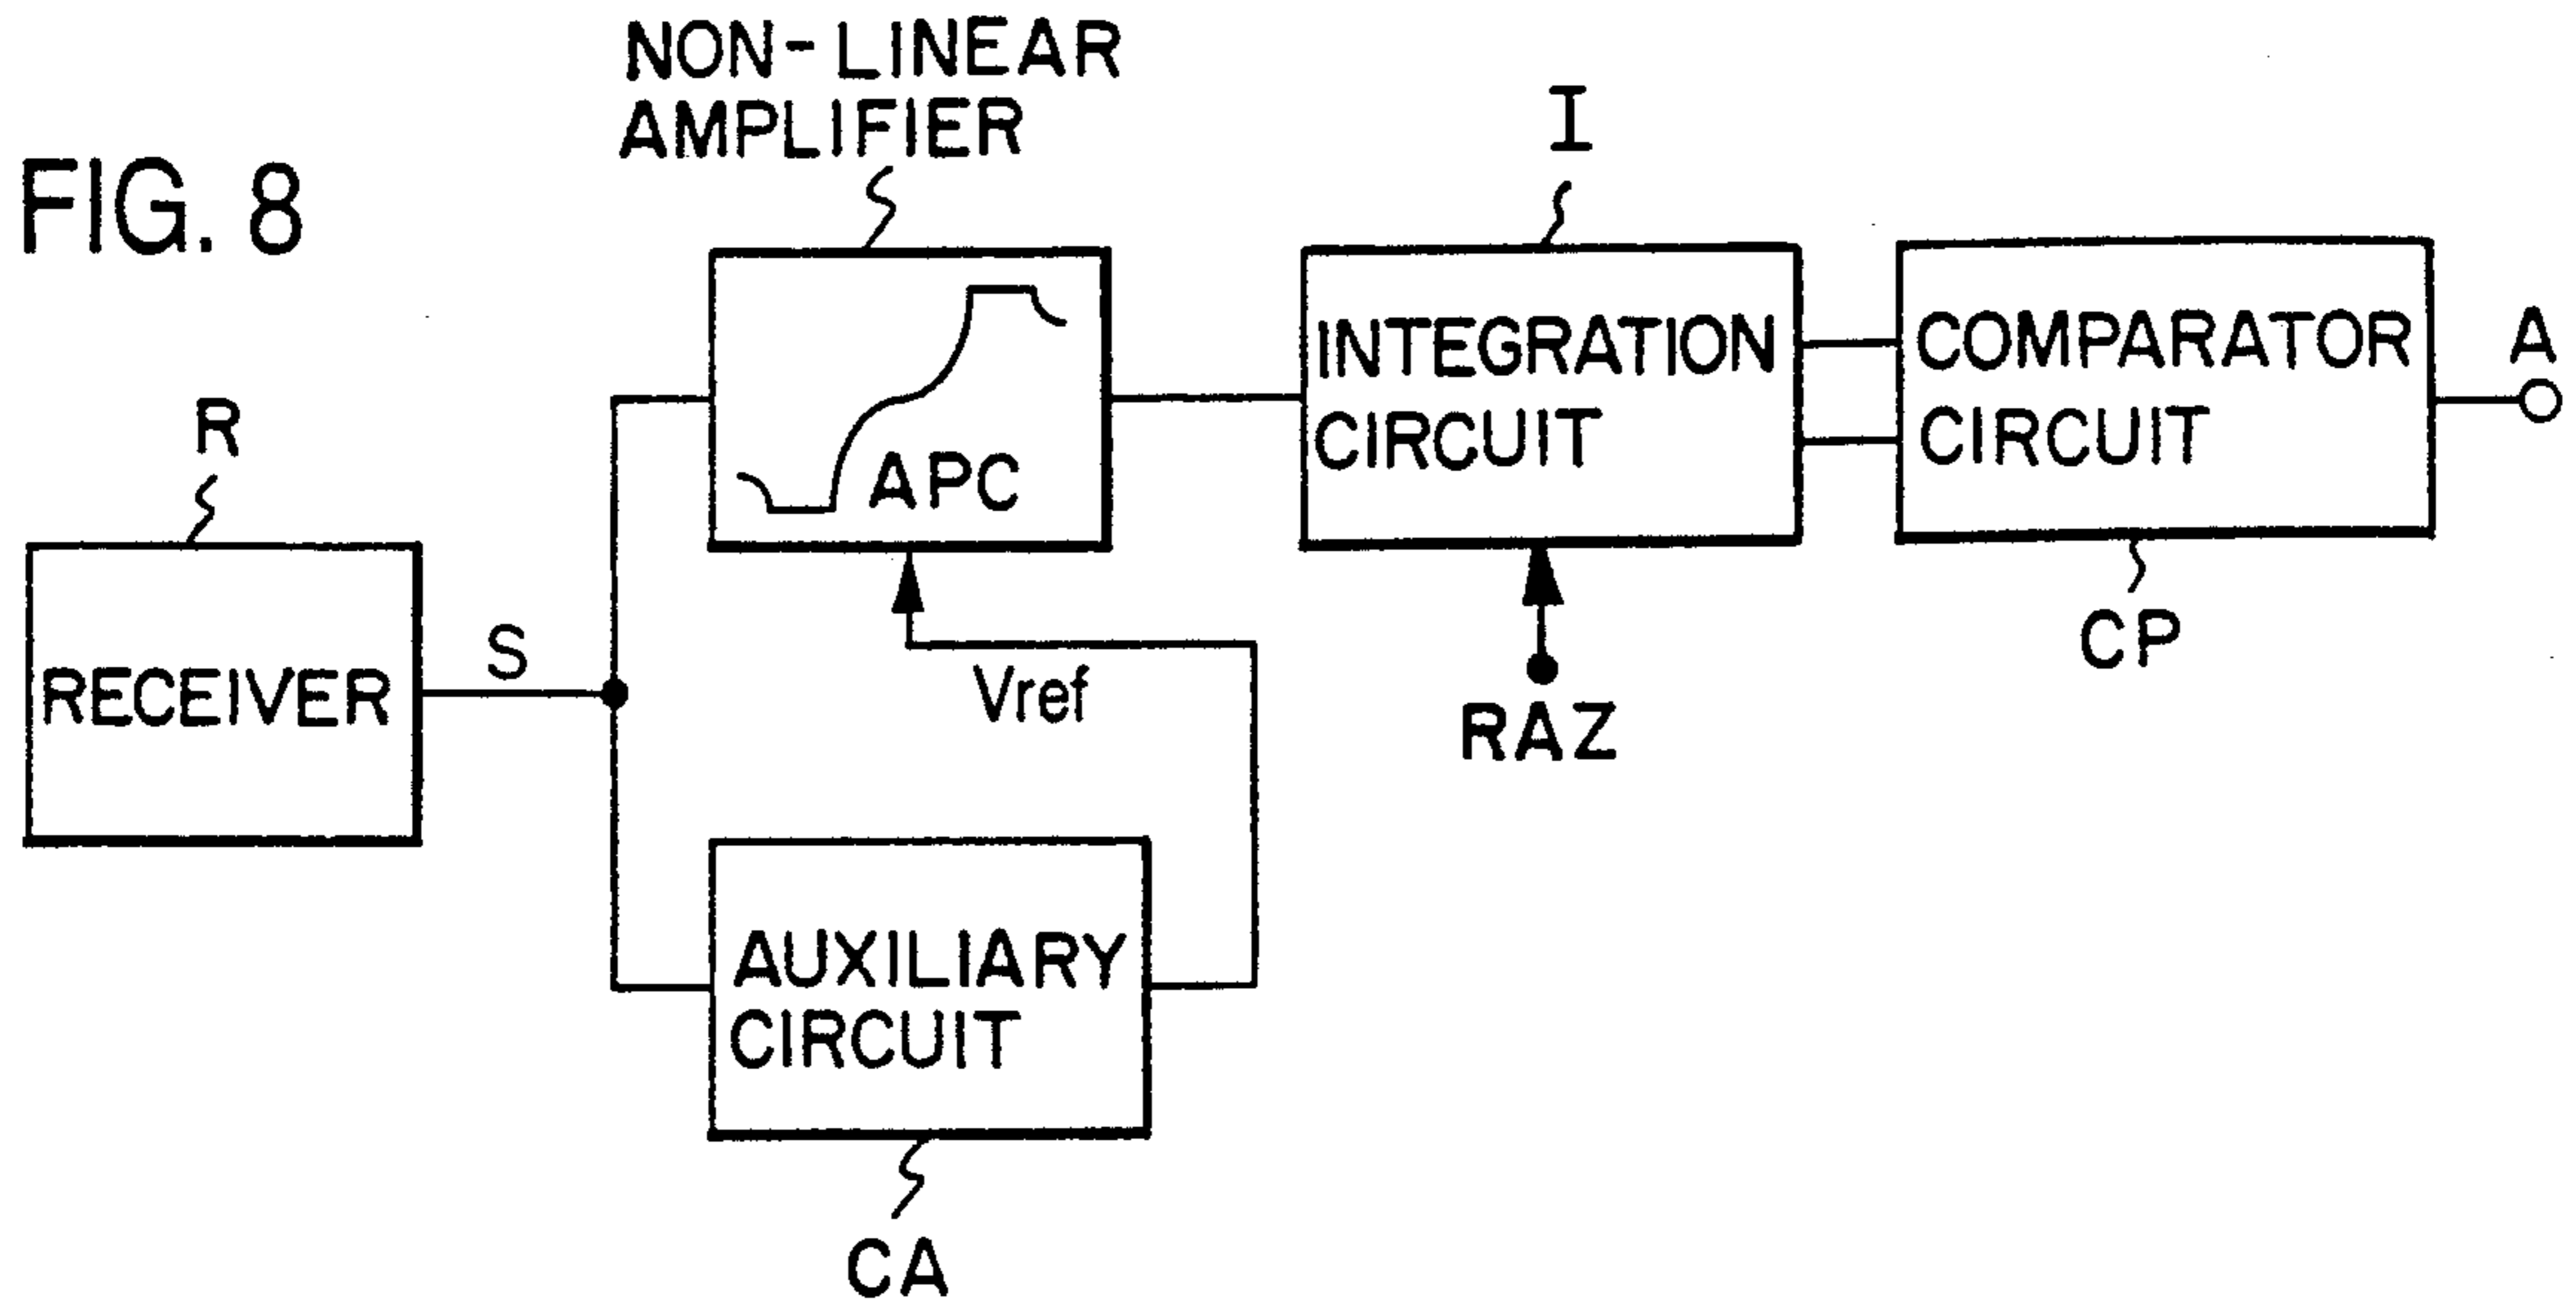 FIG. 8
NON-LINEAR
AMPLIFIER
APC
I
INTEGRATION
CIRCUIT
COMPARATOR
CIRCUIT
A
R
RECEIVER
S
Vref
RAZ
CP
AUXILIARY
CIRCUIT
CA